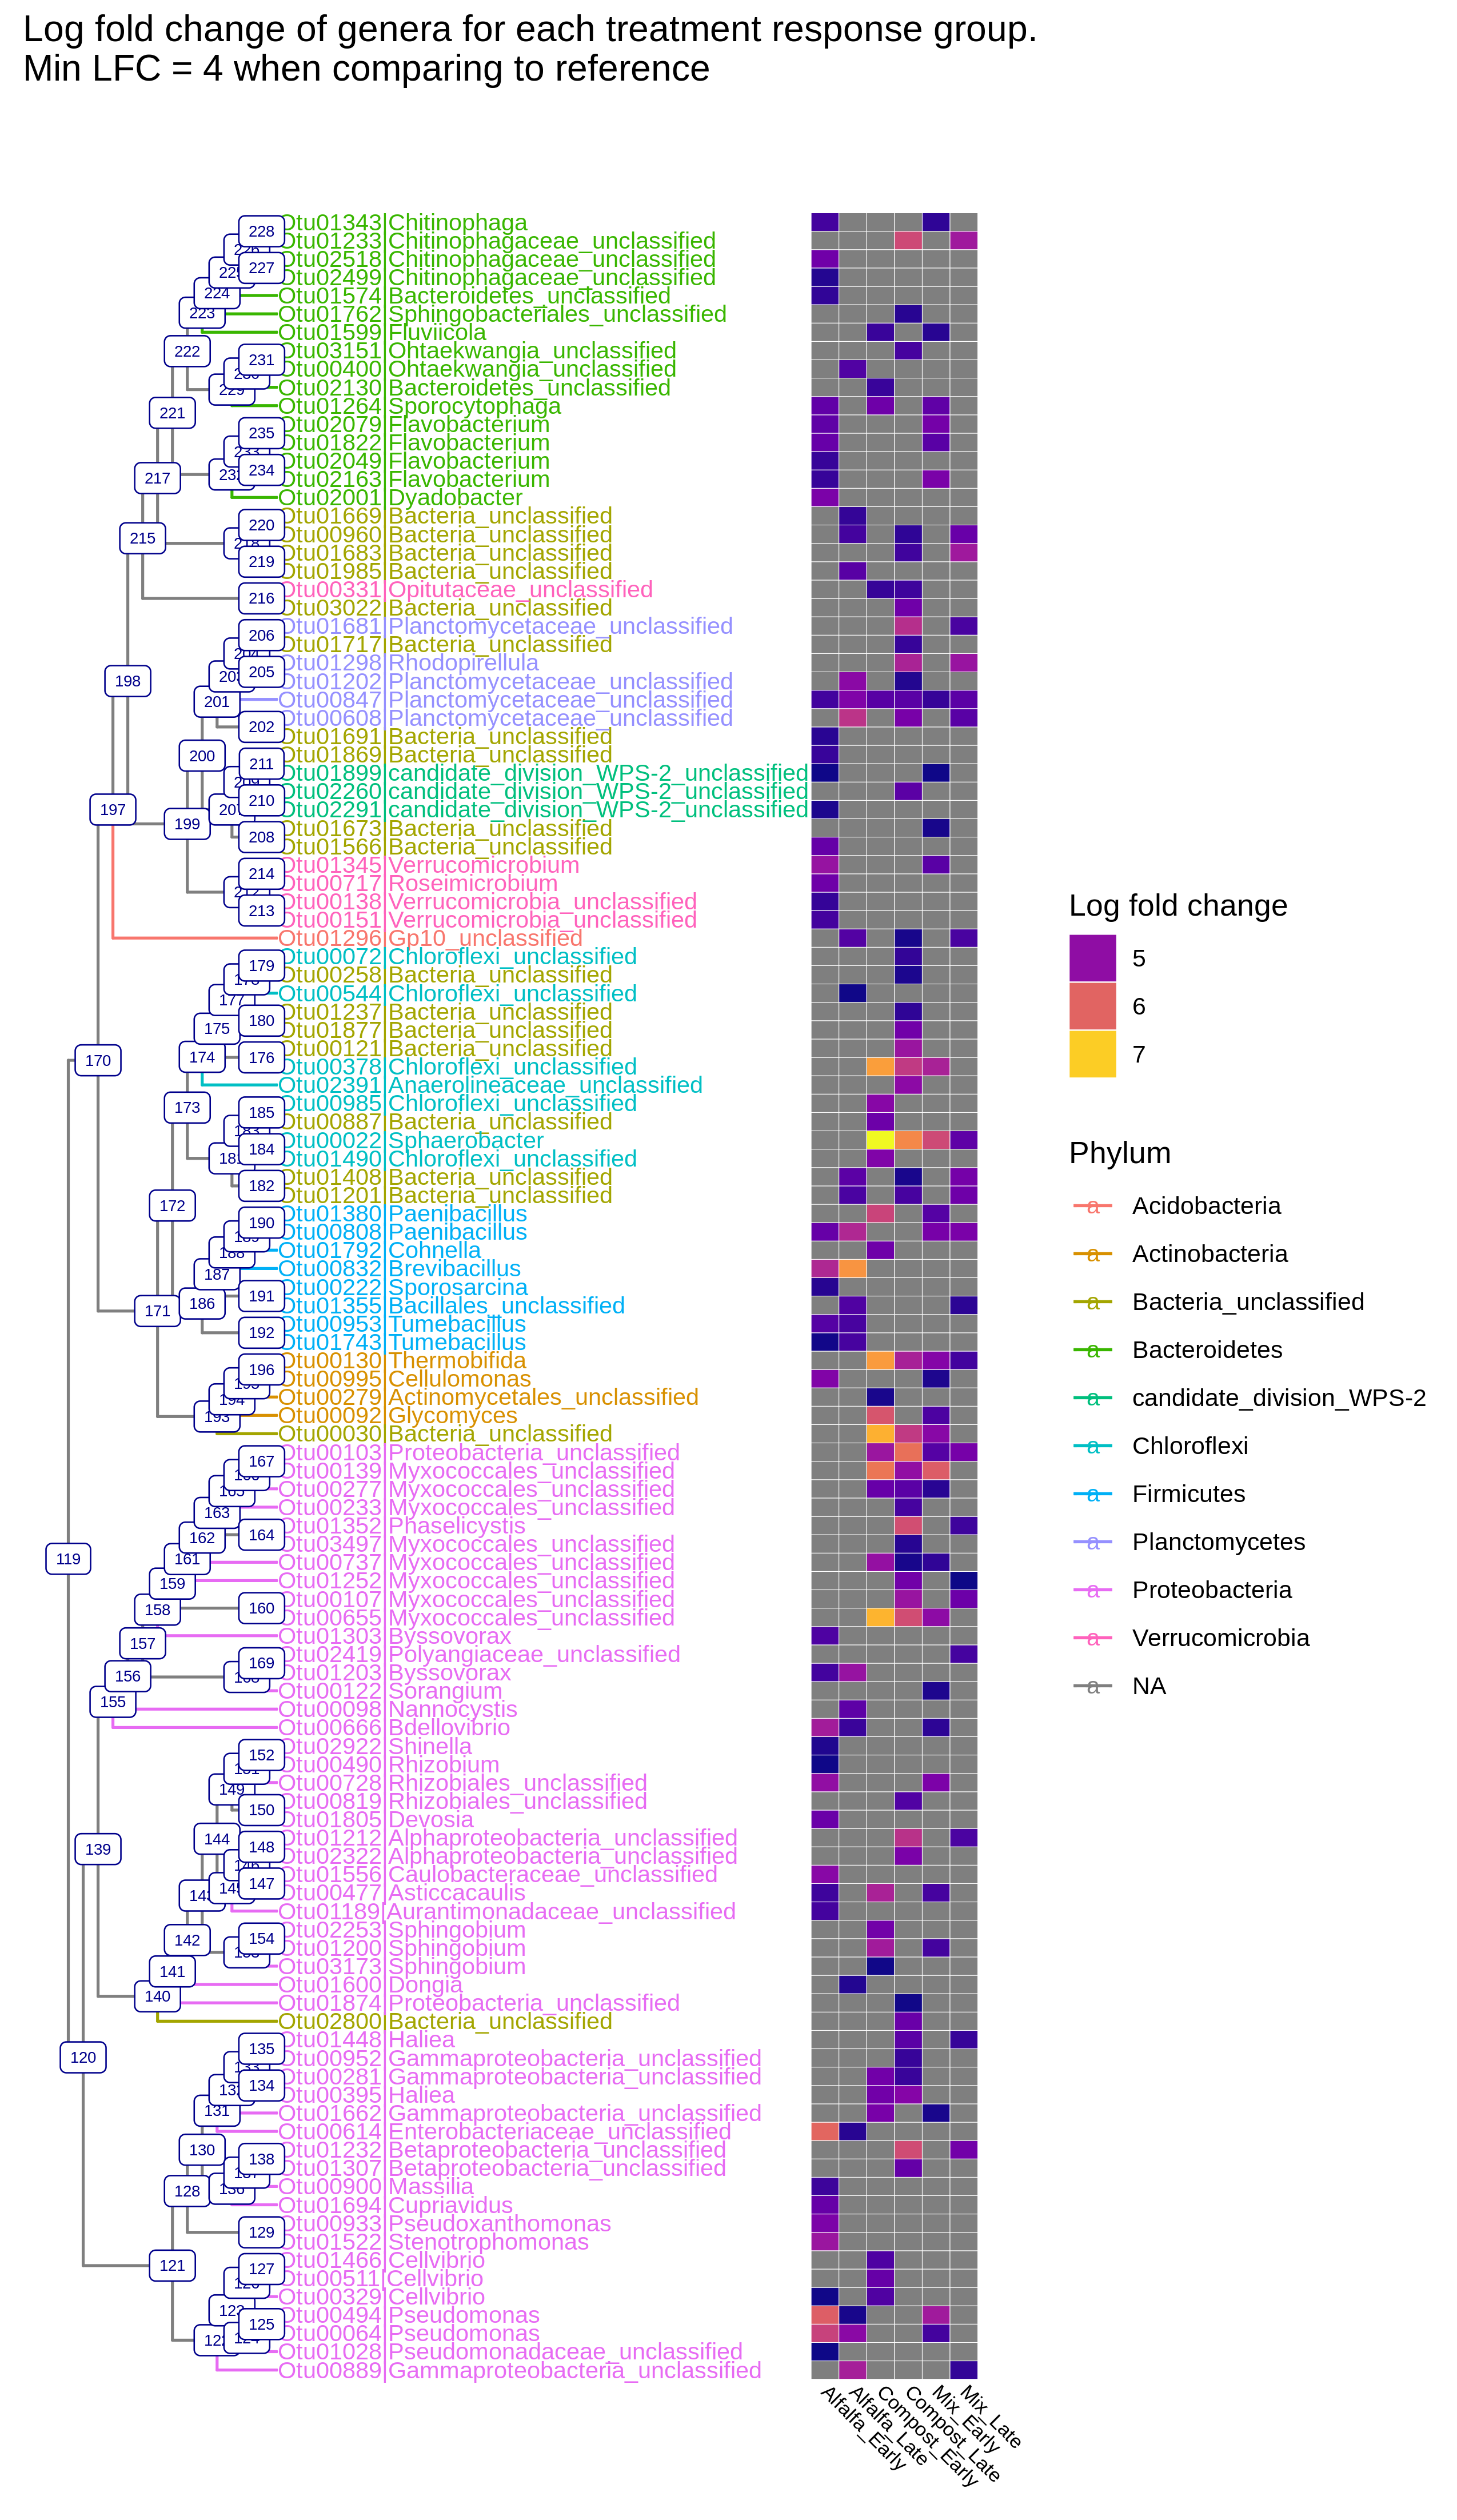 Log fold change of genera for each treatment response group.
Min LFC = 4 when comparing to reference
Otu01343|Chitinophaga
Otu01233|Chitinophagaceae_unclassified
Otu02518|Chitinophagaceae_unclassified
Otu02499|Chitinophagaceae_unclassified
Otu01574|Bacteroidetes_unclassified
Otu01762|Sphingobacteriales_unclassified
Otu01599|Fluviicola
Otu03151|Ohtaekwangia_unclassified
Otu00400|Ohtaekwangia_unclassified
Otu02130|Bacteroidetes_unclassified
Otu01264|Sporocytophaga
Otu02079|Flavobacterium
Otu01822|Flavobacterium
Otu02049|Flavobacterium
Otu02163|Flavobacterium
Otu02001|Dyadobacter
Otu01669|Bacteria_unclassified
Otu00960|Bacteria_unclassified
Otu01683|Bacteria_unclassified
Otu01985|Bacteria_unclassified
Otu00331|Opitutaceae_unclassified
Otu03022|Bacteria_unclassified
Otu01681|Planctomycetaceae_unclassified
Otu01717|Bacteria_unclassified
Otu01298|Rhodopirellula
Otu01202|Planctomycetaceae_unclassified
Otu00847|Planctomycetaceae_unclassified
Otu00608|Planctomycetaceae_unclassified
Otu01691|Bacteria_unclassified
Otu01869|Bacteria_unclassified
Otu01899|candidate_division_WPS-2_unclassified
Otu02260|candidate_division_WPS-2_unclassified
Otu02291|candidate_division_WPS-2_unclassified
Otu01673|Bacteria_unclassified
Otu01566|Bacteria_unclassified
Otu01345|Verrucomicrobium
Otu00717|Roseimicrobium
Otu00138|Verrucomicrobia_unclassified
Otu00151|Verrucomicrobia_unclassified
Otu01296|Gp10_unclassified
Otu00072|Chloroflexi_unclassified
Otu00258|Bacteria_unclassified
Otu00544|Chloroflexi_unclassified
Otu01237|Bacteria_unclassified
Otu01877|Bacteria_unclassified
Otu00121|Bacteria_unclassified
Otu00378|Chloroflexi_unclassified
Otu02391|Anaerolineaceae_unclassified
Otu00985|Chloroflexi_unclassified
Otu00887|Bacteria_unclassified
Otu00022|Sphaerobacter
Otu01490|Chloroflexi_unclassified
Otu01408|Bacteria_unclassified
Otu01201|Bacteria_unclassified
Otu01380|Paenibacillus
Otu00808|Paenibacillus
Otu01792|Cohnella
Otu00832|Brevibacillus
Otu00222|Sporosarcina
Otu01355|Bacillales_unclassified
Otu00953|Tumebacillus
Otu01743|Tumebacillus
Otu00130|Thermobifida
Otu00995|Cellulomonas
Otu00279|Actinomycetales_unclassified
Otu00092|Glycomyces
Otu00030|Bacteria_unclassified
Otu00103|Proteobacteria_unclassified
Otu00139|Myxococcales_unclassified
Otu00277|Myxococcales_unclassified
Otu00233|Myxococcales_unclassified
Otu01352|Phaselicystis
Otu03497|Myxococcales_unclassified
Otu00737|Myxococcales_unclassified
Otu01252|Myxococcales_unclassified
Otu00107|Myxococcales_unclassified
Otu00655|Myxococcales_unclassified
Otu01303|Byssovorax
Otu02419|Polyangiaceae_unclassified
Otu01203|Byssovorax
Otu00122|Sorangium
Otu00098|Nannocystis
Otu00666|Bdellovibrio
Otu02922|Shinella
Otu00490|Rhizobium
Otu00728|Rhizobiales_unclassified
Otu00819|Rhizobiales_unclassified
Otu01805|Devosia
Otu01212|Alphaproteobacteria_unclassified
Otu02322|Alphaproteobacteria_unclassified
Otu01556|Caulobacteraceae_unclassified
Otu00477|Asticcacaulis
Otu01189|Aurantimonadaceae_unclassified
Otu02253|Sphingobium
Otu01200|Sphingobium
Otu03173|Sphingobium
Otu01600|Dongia
Otu01874|Proteobacteria_unclassified
Otu02800|Bacteria_unclassified
Otu01448|Haliea
Otu00952|Gammaproteobacteria_unclassified
Otu00281|Gammaproteobacteria_unclassified
Otu00395|Haliea
Otu01662|Gammaproteobacteria_unclassified
Otu00614|Enterobacteriaceae_unclassified
Otu01232|Betaproteobacteria_unclassified
Otu01307|Betaproteobacteria_unclassified
Otu00900|Massilia
Otu01694|Cupriavidus
Otu00933|Pseudoxanthomonas
Otu01522|Stenotrophomonas
Otu01466|Cellvibrio
Otu00511|Cellvibrio
Otu00329|Cellvibrio
Otu00494|Pseudomonas
Otu00064|Pseudomonas
Otu01028|Pseudomonadaceae_unclassified
Otu00889|Gammaproteobacteria_unclassified
228
227
224
223
222
231
229
221
235
234
217
220
215
219
216
206
205
198
201
202
200
211
210
197
199
208
214
213
179
177
180
175
170
174
176
173
185
184
182
172
190
188
187
191
186
171
192
196
194
193
167
163
164
162
119
161
159
160
158
157
169
156
155
152
149
150
144
148
139
147
154
142
141
140
135
120
134
131
130
138
128
129
121
127
125
Alfalfa_Early
Alfalfa_Late
Compost_Early
Compost_Late
Mix_Early
Mix_Late
Log fold change
5
6
7
Phylum
a Acidobacteria
a Actinobacteria
a Bacteria_unclassified
a Bacteroidetes
a candidate_division_WPS-2
a Chloroflexi
a Firmicutes
a Planctomycetes
a Proteobacteria
a Verrucomicrobia
a NA